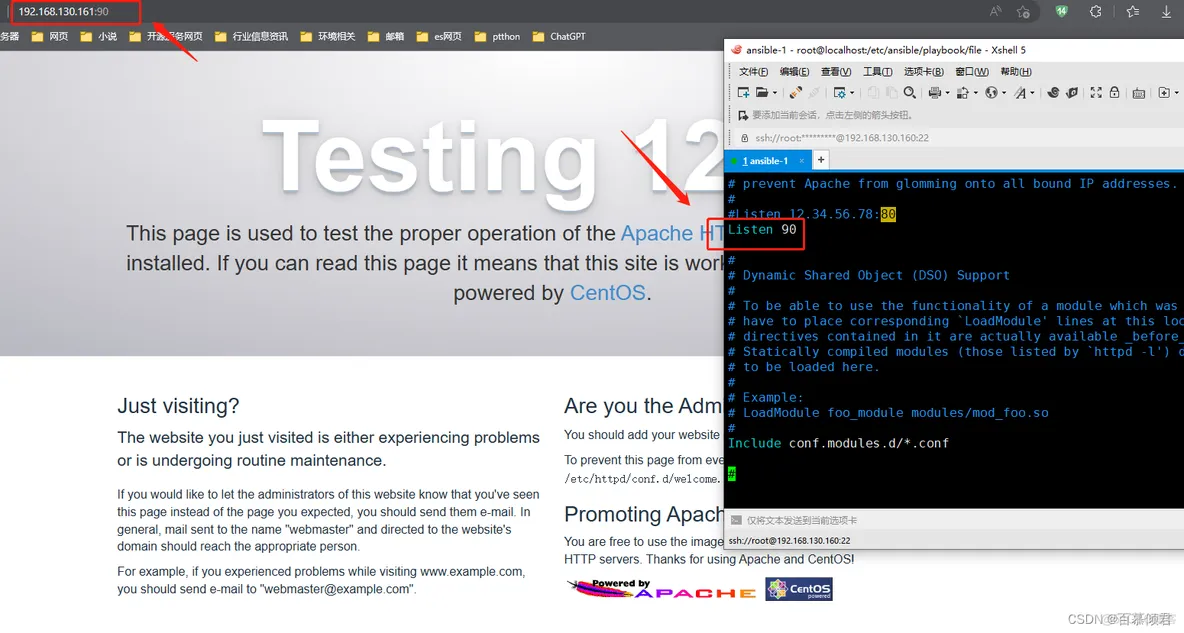 192.168.130.161:90
14
务器 网页 小说 开源服务网页 行业信息资讯 环境相关 邮箱 es网页 ptthon ChatGPT
Testing 12
This page is used to test the proper operation of the Apache HT
installed. If you can read this page it means that this site is work
powered by CentOS.
Just visiting?
The website you just visited is either experiencing problems
or is undergoing routine maintenance.
If you would like to let the administrators of this website know that you've seen
this page instead of the page you expected, you should send them e-mail. In
general, mail sent to the name "webmaster" and directed to the website's
domain should reach the appropriate person.
For example, if you experienced problems while visiting www.example.com,
you should send e-mail to "webmaster@example.com".
Are you the Adm
You should add your website
To prevent this page from eve
/etc/httpd/conf.d/welcome.
Promoting Apach
You are free to use the image
HTTP servers. Thanks for using Apache and CentOS!
Powered by
APACHE
CentOS
powered
ansible-1 - root@localhost:/etc/ansible/playbook/file - Xshell 5
文件(F) 编辑(E) 查看(V) 工具(T) 选项卡(B) 窗口(W) 帮助(H)
要添加当前会话，点击左侧的箭头按钮。
ssh://root:*********@192.168.130.160:22
1 ansible-1 × +
# prevent Apache from glomming onto all bound IP addresses.
#
#Listen 12.34.56.78:80
Listen 90
#
# Dynamic Shared Object (DSO) Support
#
# To be able to use the functionality of a module which was
# have to place corresponding `LoadModule' lines at this loc
# directives contained in it are actually available _before_
# Statically compiled modules (those listed by `httpd -l') d
# to be loaded here.
#
# Example:
# LoadModule foo_module modules/mod_foo.so
#
Include conf.modules.d/*.conf
#
仅将文本发送到当前选项卡
ssh://root@192.168.130.160:22
CSDN @百慕倾君